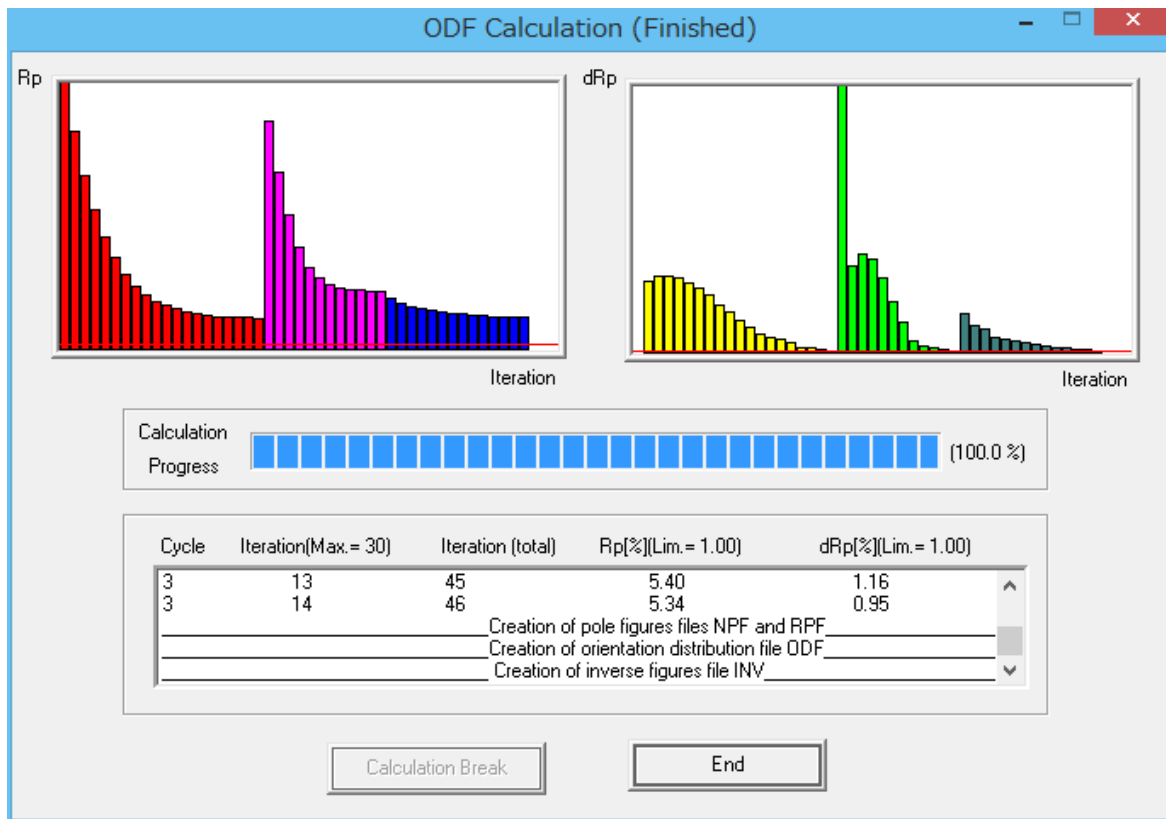 ODF Calculation (Finished)
Rp
dRp
Iteration
Iteration
Calculation
Progress
(100.0 %)
Cycle Iteration(Max.= 30) Iteration (total) Rp[%](Lim.= 1.00) dRp[%](Lim.= 1.00)
3 13 45 5.40 1.16
3 14 46 5.34 0.95
Creation of pole figures files NPF and RPF
Creation of orientation distribution file ODF
Creation of inverse figures file INV
Calculation Break
End